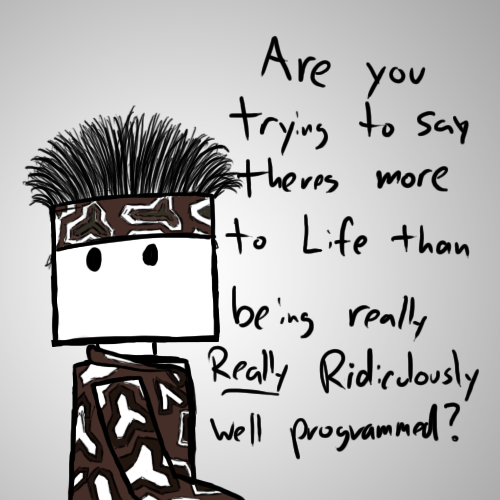 Are you
trying to say
theres more
to Life than
being really
Really Ridiculously
well programmed?